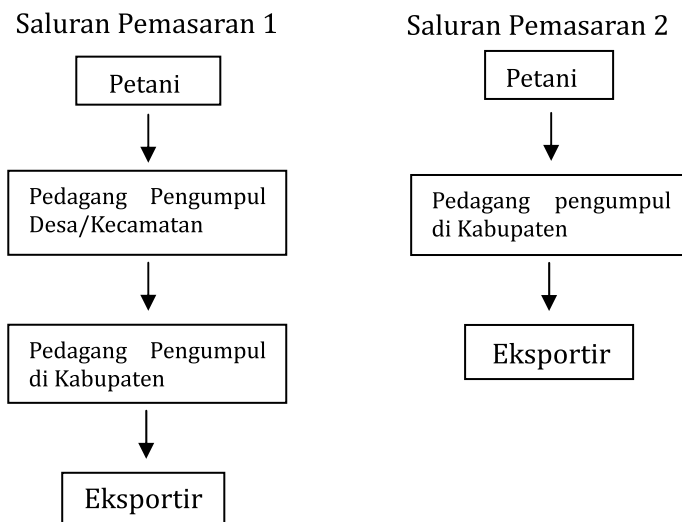 Saluran Pemasaran 1
Petani
Pedagang Pengumpul
Desa/Kecamatan
Pedagang Pengumpul
di Kabupaten
Eksportir
Saluran Pemasaran 2
Petani
Pedagang pengumpul
di Kabupaten
Eksportir